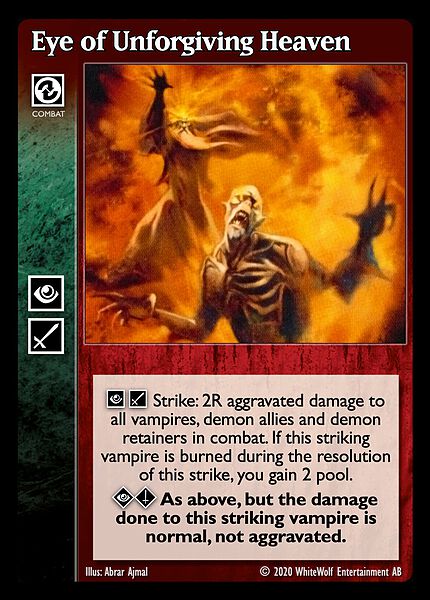 Eye of Unforgiving Heaven
COMBAT
Strike: 2R aggravated damage to
all vampires, demon allies and demon
retainers in combat. If this striking
vampire is burned during the resolution
of this strike, you gain 2 pool.
As above, but the damage
done to this striking vampire is
normal, not aggravated.
Illus: Abrar Ajmal © 2020 WhiteWolf Entertainment AB